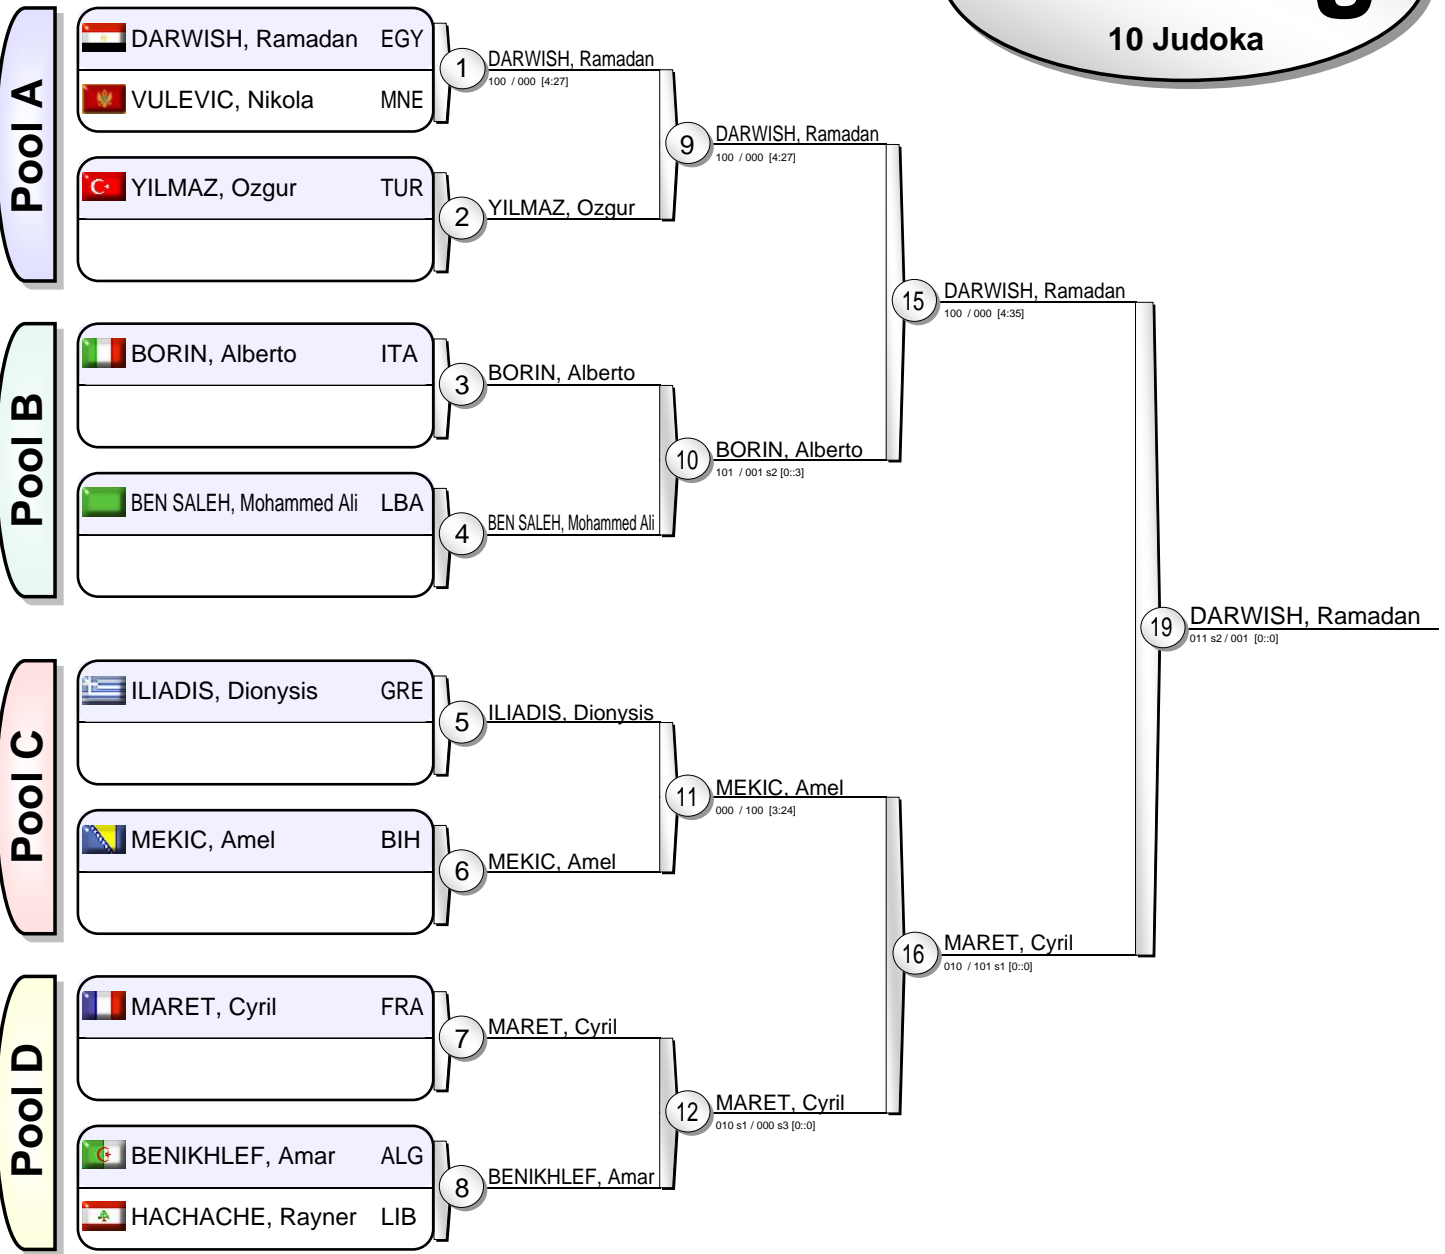 10 Judoka
Pool A
DARWISH, Ramadan EGY
VULEVIC, Nikola MNE
YILMAZ, Ozgur TUR
1
DARWISH, Ramadan
100 / 000 [4:27]
2
YILMAZ, Ozgur
9
DARWISH, Ramadan
100 / 000 [4:27]
Pool B
BORIN, Alberto ITA
BEN SALEH, Mohammed Ali LBA
3
BORIN, Alberto
4
BEN SALEH, Mohammed Ali
10
BORIN, Alberto
101 / 001 s2 [0::3]
15
DARWISH, Ramadan
100 / 000 [4:35]
Pool C
ILIADIS, Dionysis GRE
MEKIC, Amel BIH
5
ILIADIS, Dionysis
6
MEKIC, Amel
11
MEKIC, Amel
000 / 100 [3:24]
Pool D
MARET, Cyril FRA
BENIKHLEF, Amar ALG
HACHACHE, Rayner LIB
7
MARET, Cyril
8
BENIKHLEF, Amar
12
MARET, Cyril
010 s1 / 000 s3 [0::0]
16
MARET, Cyril
010 / 101 s1 [0::0]
19
DARWISH, Ramadan
011 s2 / 001 [0::0]